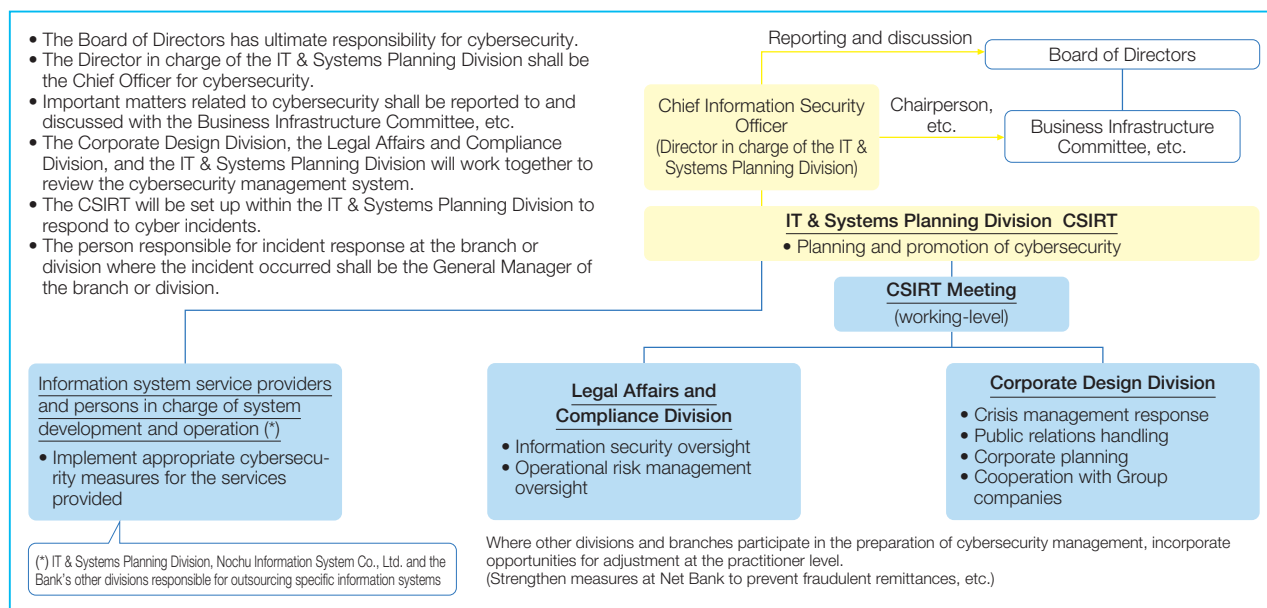 • The Board of Directors has ultimate responsibility for cybersecurity.
• The Director in charge of the IT & Systems Planning Division shall be
the Chief Officer for cybersecurity.
• Important matters related to cybersecurity shall be reported to and
discussed with the Business Infrastructure Committee, etc.
• The Corporate Design Division, the Legal Affairs and Compliance
Division, and the IT & Systems Planning Division will work together to
review the cybersecurity management system.
• The CSIRT will be set up within the IT & Systems Planning Division to
respond to cyber incidents.
• The person responsible for incident response at the branch or
division where the incident occurred shall be the General Manager of
the branch or division.
Reporting and discussion
Board of Directors
Chief Information Security
Officer
(Director in charge of the IT &
Systems Planning Division)
Chairperson,
etc.
Business Infrastructure
Committee, etc.
IT & Systems Planning Division CSIRT
• Planning and promotion of cybersecurity
CSIRT Meeting
(working-level)
Information system service providers
and persons in charge of system
development and operation (*)
• Implement appropriate cybersecu-
rity measures for the services
provided
Legal Affairs and
Compliance Division
• Information security oversight
• Operational risk management
oversight
Corporate Design Division
• Crisis management response
• Public relations handling
• Corporate planning
• Cooperation with Group
companies
(*) IT & Systems Planning Division, Nochu Information System Co., Ltd. and the
Bank's other divisions responsible for outsourcing specific information systems
Where other divisions and branches participate in the preparation of cybersecurity management, incorporate
opportunities for adjustment at the practitioner level.
(Strengthen measures at Net Bank to prevent fraudulent remittances, etc.)